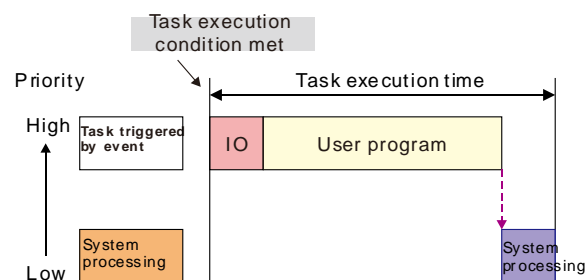 Task execution
condition met
Priority
Task execution time
High
Task triggered
by event
IO
User program
System
processing
System
processing
Low